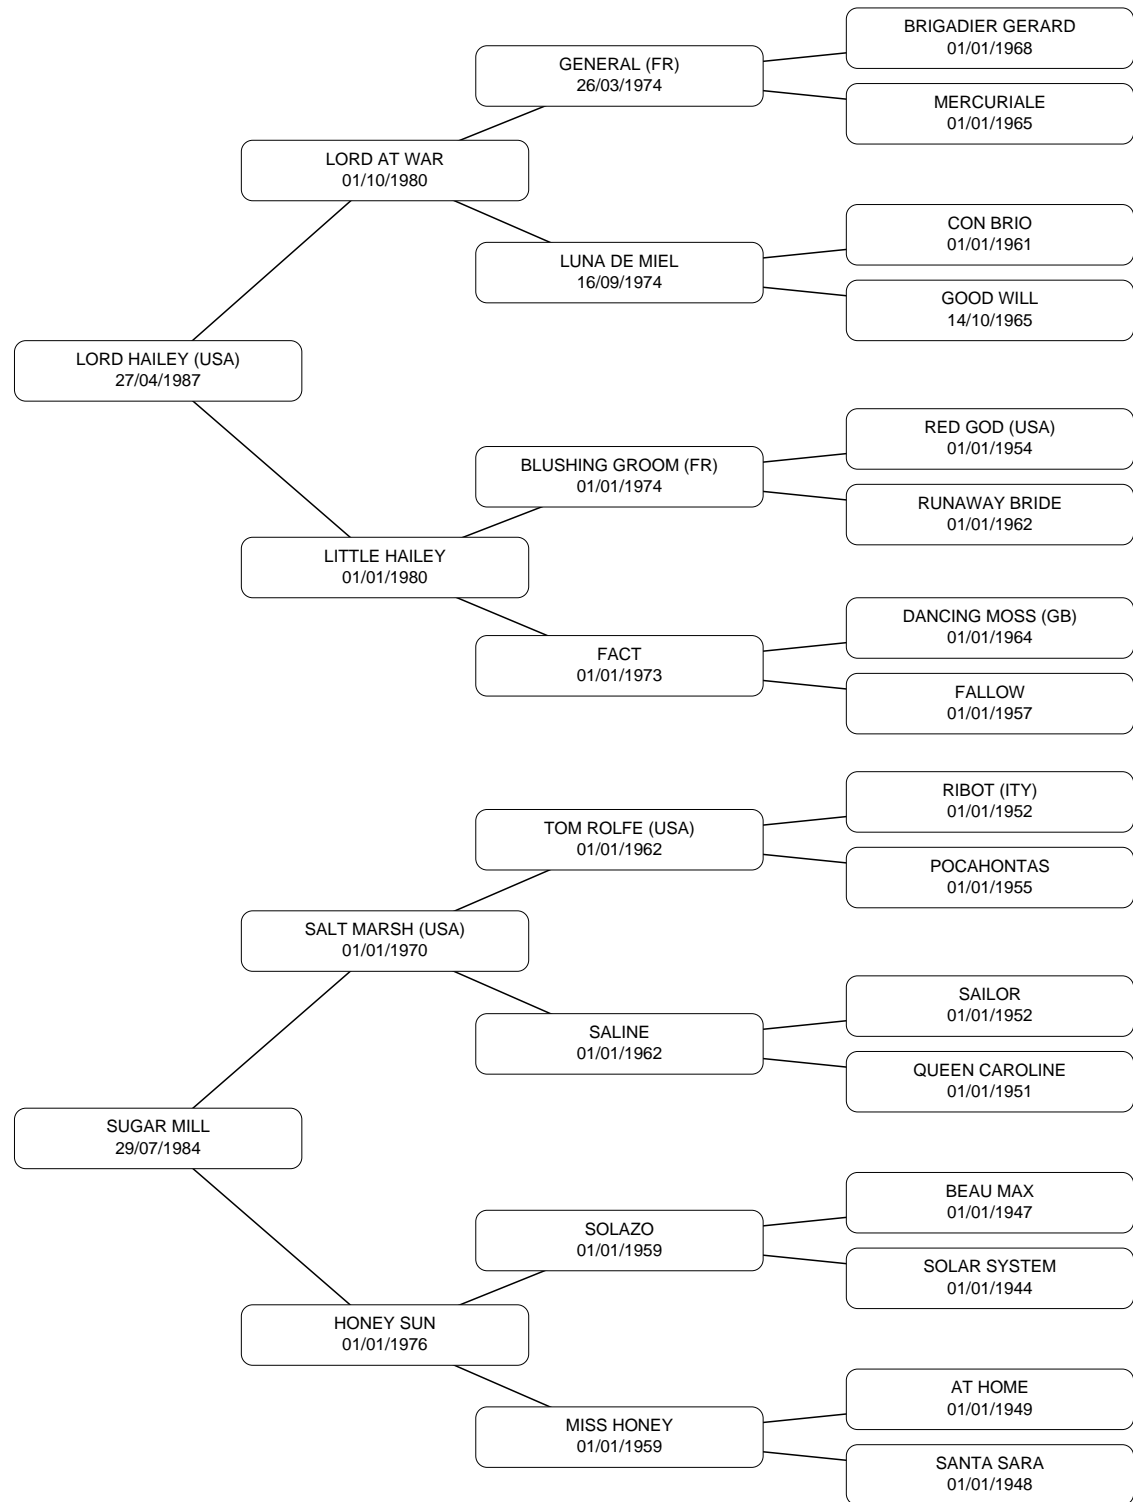 BRIGADIER GERARD
01/01/1968
GENERAL (FR)
26/03/1974
MERCURIALE
01/01/1965
LORD AT WAR
01/10/1980
CON BRIO
01/01/1961
LUNA DE MIEL
16/09/1974
GOOD WILL
14/10/1965
LORD HAILEY (USA)
27/04/1987
RED GOD (USA)
01/01/1954
BLUSHING GROOM (FR)
01/01/1974
RUNAWAY BRIDE
01/01/1962
LITTLE HAILEY
01/01/1980
DANCING MOSS (GB)
01/01/1964
FACT
01/01/1973
FALLOW
01/01/1957
RIBOT (ITY)
01/01/1952
TOM ROLFE (USA)
01/01/1962
POCAHONTAS
01/01/1955
SALT MARSH (USA)
01/01/1970
SAILOR
01/01/1952
SALINE
01/01/1962
QUEEN CAROLINE
01/01/1951
SUGAR MILL
29/07/1984
BEAU MAX
01/01/1947
SOLAZO
01/01/1959
SOLAR SYSTEM
01/01/1944
HONEY SUN
01/01/1976
AT HOME
01/01/1949
MISS HONEY
01/01/1959
SANTA SARA
01/01/1948